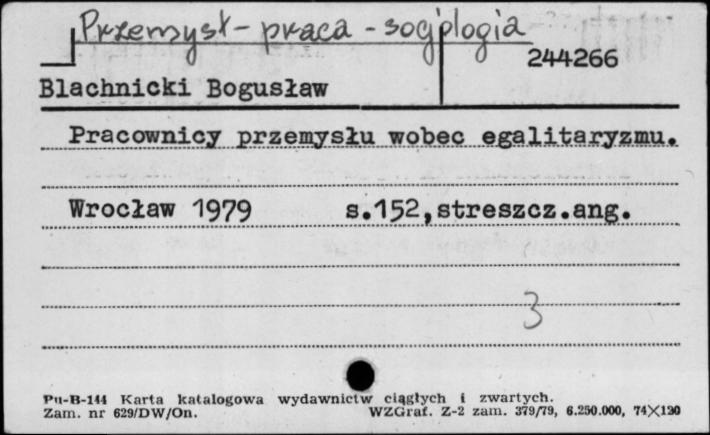 Przemysł - praca - socjologia
244266
Blachnicki Bogusław
Pracownicy przemysłu wobec egalitaryzmu.
Wrocław 1979 s.152,streszcz.ang.
3
Pu-B-144 Karta katalogowa wydawnictw ciągłych i zwartych.
Zam. nr 629/DW/On. WZGraf. Z-2 zam. 379/79, 6.250.000, 74×120